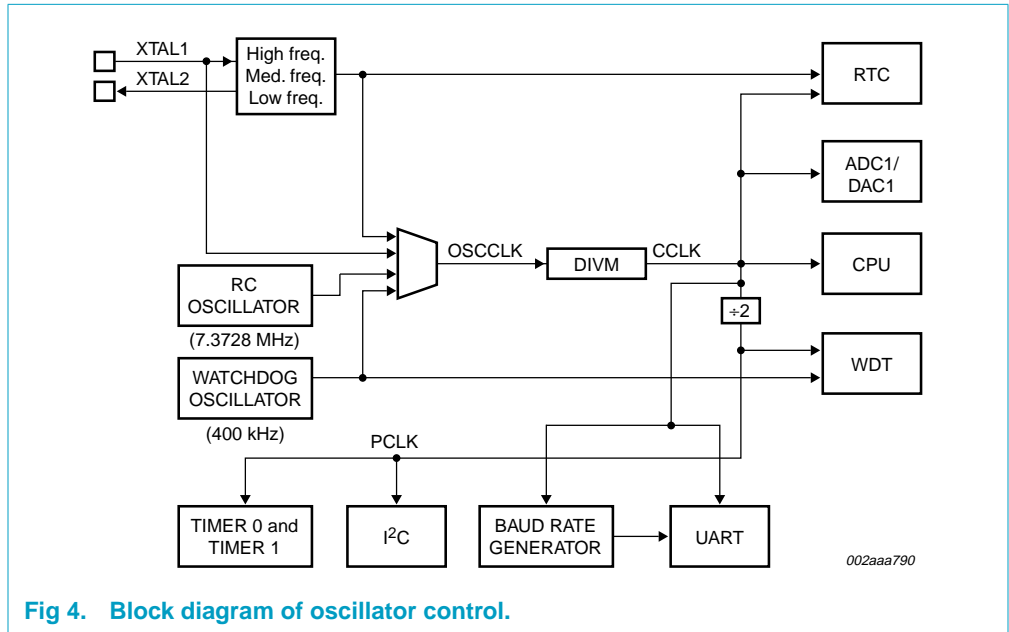 XTAL1
XTAL2
High freq.
Med. freq.
Low freq.
RTC
ADC1/
DAC1
OSCCLK
DIVM
CCLK
CPU
RC
OSCILLATOR
(7.3728 MHz)
÷2
WATCHDOG
OSCILLATOR
(400 kHz)
WDT
PCLK
TIMER 0 and
TIMER 1
I²C
BAUD RATE
GENERATOR
UART
002aaa790
Fig 4. Block diagram of oscillator control.